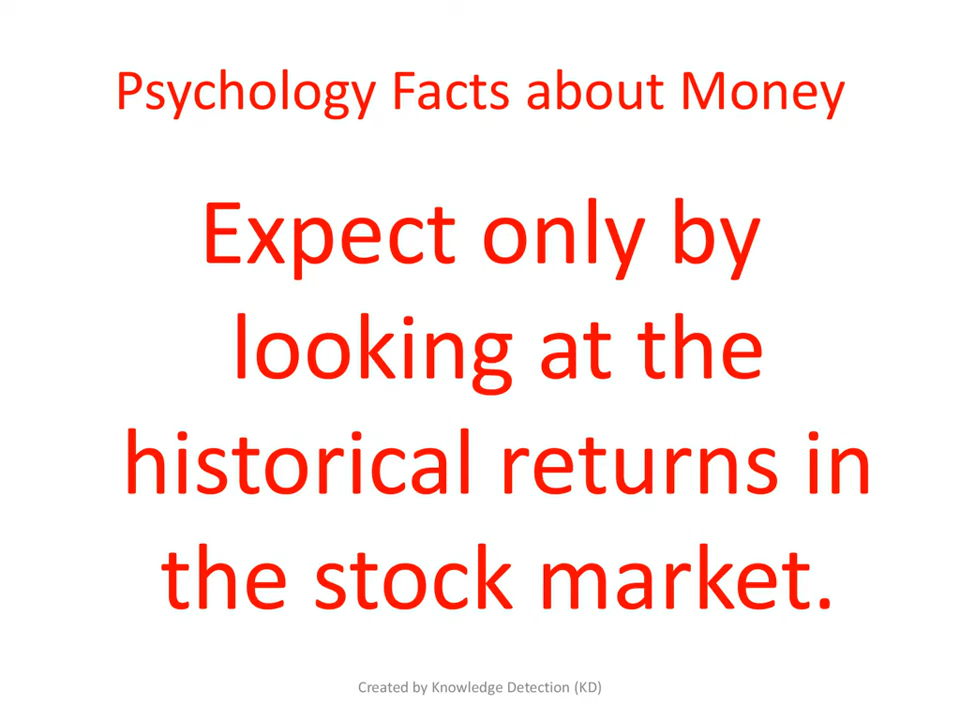 Psychology Facts about Money
Expect only by
looking at the
historical returns in
the stock market.
Created by Knowledge Detection (KD)